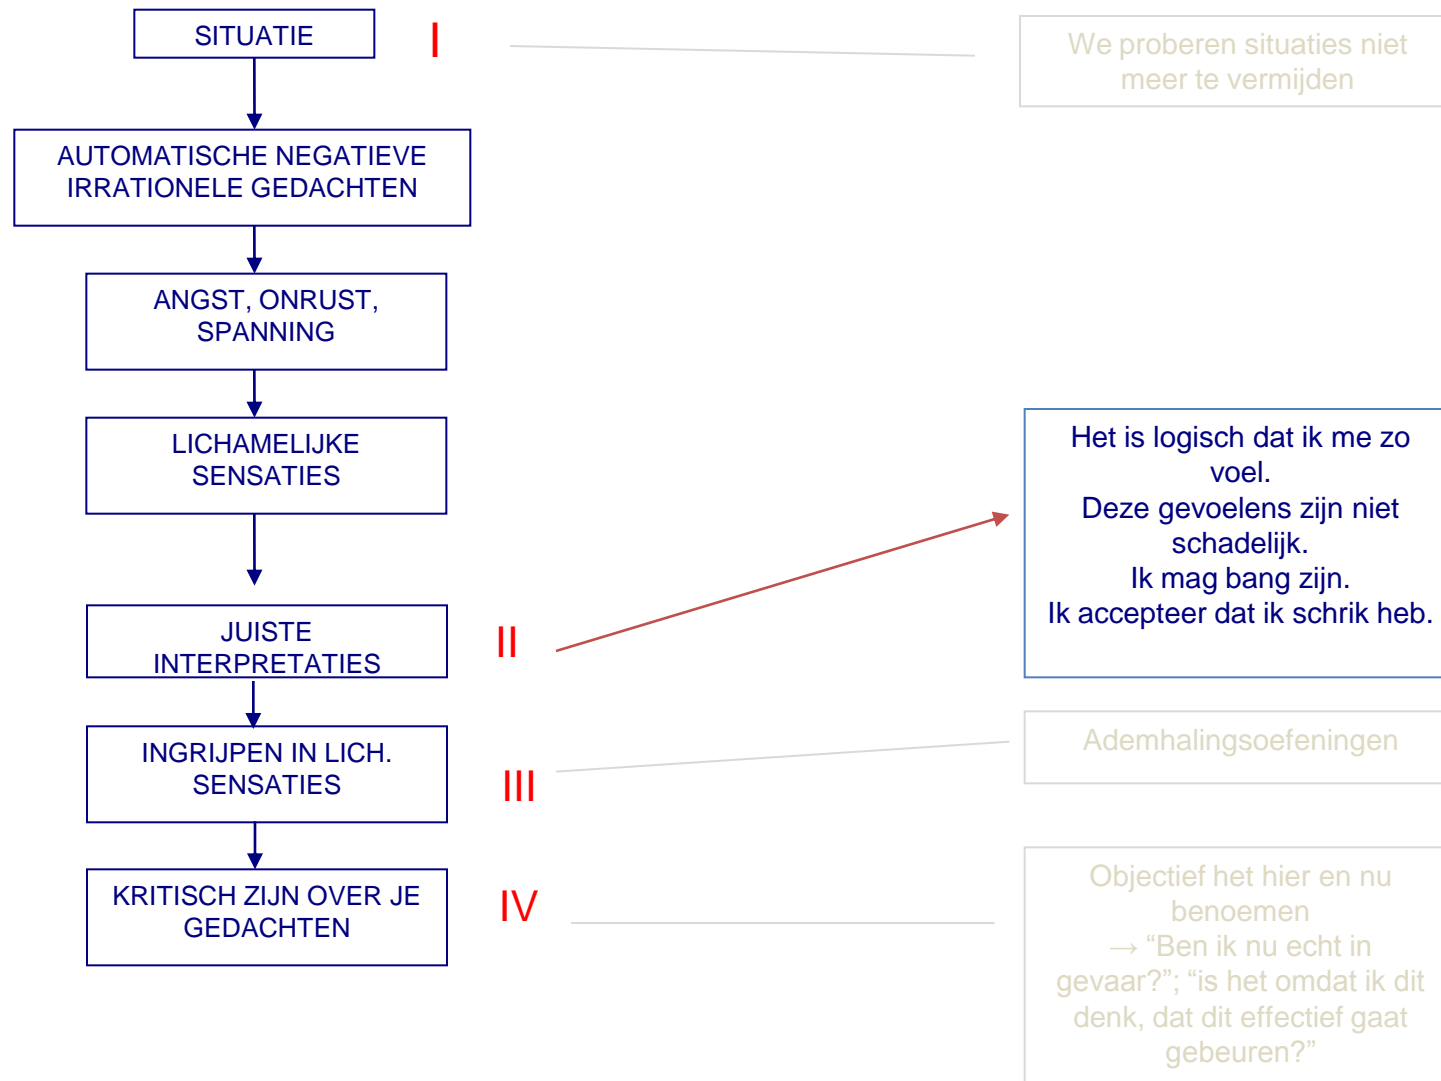 SITUATIE
I
We proberen situaties niet
meer te vermijden
AUTOMATISCHE NEGATIEVE
IRRATIONELE GEDACHTEN
ANGST, ONRUST,
SPANNING
LICHAMELIJKE
SENSATIES
Het is logisch dat ik me zo
voel.
Deze gevoelens zijn niet
schadelijk.
Ik mag bang zijn.
Ik accepteer dat ik schrik heb.
JUISTE
INTERPRETATIES
II
INGRIJPEN IN LICH.
SENSATIES
III
Ademhalingsoefeningen
KRITISCH ZIJN OVER JE
GEDACHTEN
IV
Objectief het hier en nu
benoemen
→ “Ben ik nu echt in
gevaar?”; “is het omdat ik dit
denk, dat dit effectief gaat
gebeuren?”